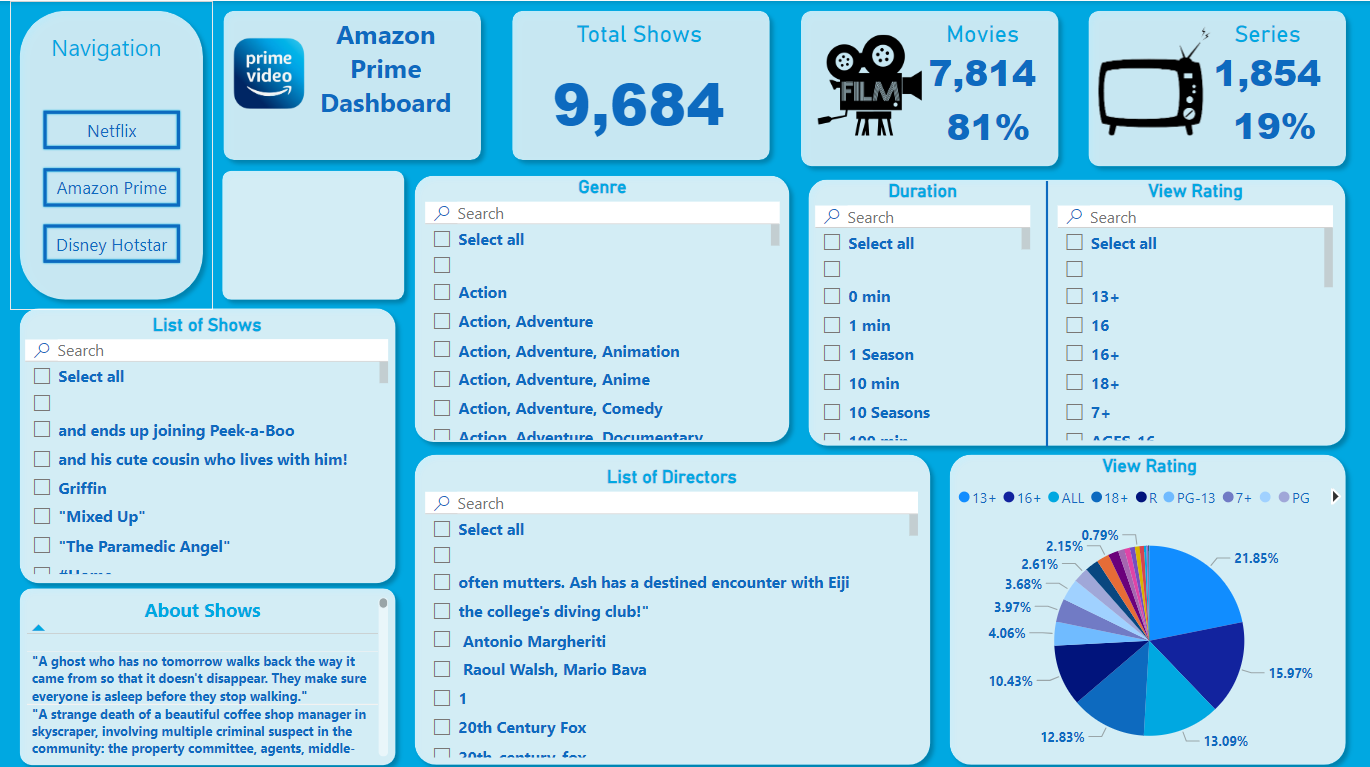 Navigation
Netflix
Amazon Prime
Disney Hotstar
prime
video
Amazon
Prime
Dashboard
Total Shows
9,684
FILM
Movies
7,814
81%
Series
1,854
19%
Genre
Search
Select all
Action
Action, Adventure
Action, Adventure, Animation
Action, Adventure, Anime
Action, Adventure, Comedy
Action, Adventure, Documentary
Duration
Search
Select all
0 min
1 min
1 Season
10 min
10 Seasons
100 min
View Rating
Search
Select all
13+
16
16+
18+
7+
AGES_16_
List of Shows
Search
Select all
and ends up joining Peek-a-Boo
and his cute cousin who lives with him!
Griffin
"Mixed Up"
"The Paramedic Angel"
#Home
About Shows
"A ghost who has no tomorrow walks back the way it
came from so that it doesn't disappear. They make sure
everyone is asleep before they stop walking."
"A strange death of a beautiful coffee shop manager in
skyscraper, involving multiple criminal suspect in the
community: the property committee, agents, middle-
List of Directors
Search
Select all
often mutters. Ash has a destined encounter with Eiji
the college's diving club!"
Antonio Margheriti
Raoul Walsh, Mario Bava
1
20th Century Fox
20th-century-fox
View Rating
13+ 16+ ALL 18+ R PG-13 7+ PG
0.79%
2.15%
2.61%
3.68%
3.97%
4.06%
10.43%
12.83%
13.09%
15.97%
21.85%